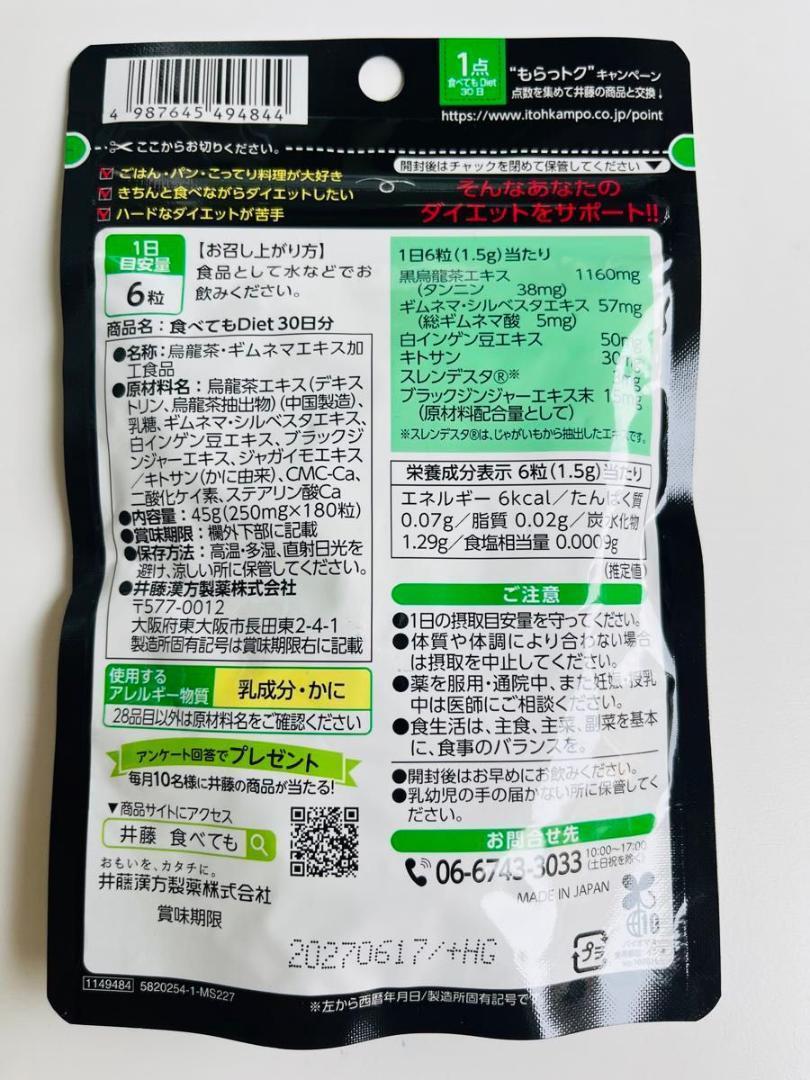 4 987645 494844
1点
食べてもDiet
30日
“もらっトク”キャンペーン
点数を集めて井藤の商品と交換↓
https://www.itohkampo.co.jp/point
ここからお切りください。
開封後はチャックを閉めて保管してください▼
ごはん・パン・こってり料理が大好き
きちんと食べながらダイエットしたい
ハードなダイエットが苦手
そんなあなたの
ダイエットをサポート!!
1日
目安量
6粒
【お召し上がり方】
食品として水などでお
飲みください。
商品名：食べてもDiet 30日分
●名称：烏龍茶・ギムネマエキス加
工食品
●原材料名：烏龍茶エキス(デキス
トリン、烏龍茶抽出物)(中国製造)、
乳糖、ギムネマ・シルベスタエキス、
白インゲン豆エキス、ブラックジ
ンジャーエキス、ジャガイモエキス
／キトサン(かに由来)、CMC-Ca、
二酸化ケイ素、ステアリン酸Ca
●内容量：45g(250mg×180粒)
●賞味期限：欄外下部に記載
●保存方法：高温・多湿、直射日光を
避け、涼しい所に保管してください。
●井藤漢方製薬株式会社
〒577-0012
大阪府東大阪市長田東2-4-1
製造所固有記号は賞味期限右に記載
使用する
アレルギー物質
乳成分・かに
28品目以外は原材料名をご確認ください
アンケート回答でプレゼント
毎月10名様に井藤の商品が当たる!
▼商品サイトにアクセス
井藤 食べても
おもいを、カタチに。
井藤漢方製薬株式会社
賞味期限
1日6粒(1.5g)当たり
黒烏龍茶エキス 1160mg
(タンニン 38mg)
ギムネマ・シルベスタエキス 57mg
(総ギムネマ酸 5mg)
白インゲン豆エキス 50mg
キトサン 30mg
スレンデスタ®※
ブラックジンジャーエキス末 15mg
(原材料配合量として)
※スレンデスタ®は、じゃがいもから抽出したエキスです。
栄養成分表示 6粒(1.5g)当たり
エネルギー 6kcal／たんぱく質
0.07g／脂質 0.02g／炭水化物
1.29g／食塩相当量 0.0009g
(推定値)
ご注意
●1日の摂取目安量を守ってください。
●体質や体調により合わない場合
は摂取を中止してください。
●薬を服用・通院中、また妊娠・授乳
中は医師にご相談ください。
●食生活は、主食、主菜、副菜を基本
に、食事のバランスを。
●開封後はお早めにお飲みください。
●乳幼児の手の届かない所に保管してく
ださい。
お問合せ先
06-6743-3033 10:00～17:00
(土日祝を除く)
MADE IN JAPAN
プラ
20270617/+HG
1149484 5820254-1-MS227
※左から西暦年月日/製造所固有記号です